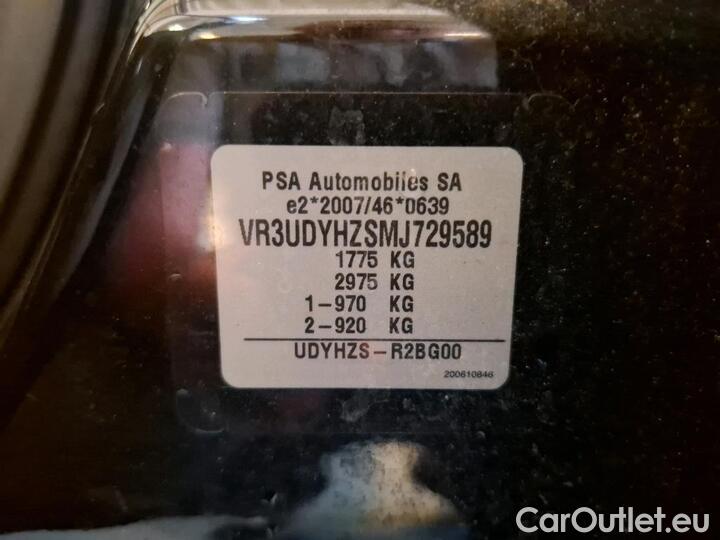 PSA Automobiles SA
e2*2007/46*0639
VR3UDYHZSMJ729589
1775 KG
2975 KG
1-970 KG
2-920 KG
UDYHZS-R2BG00
200610846
CarOutlet.eu